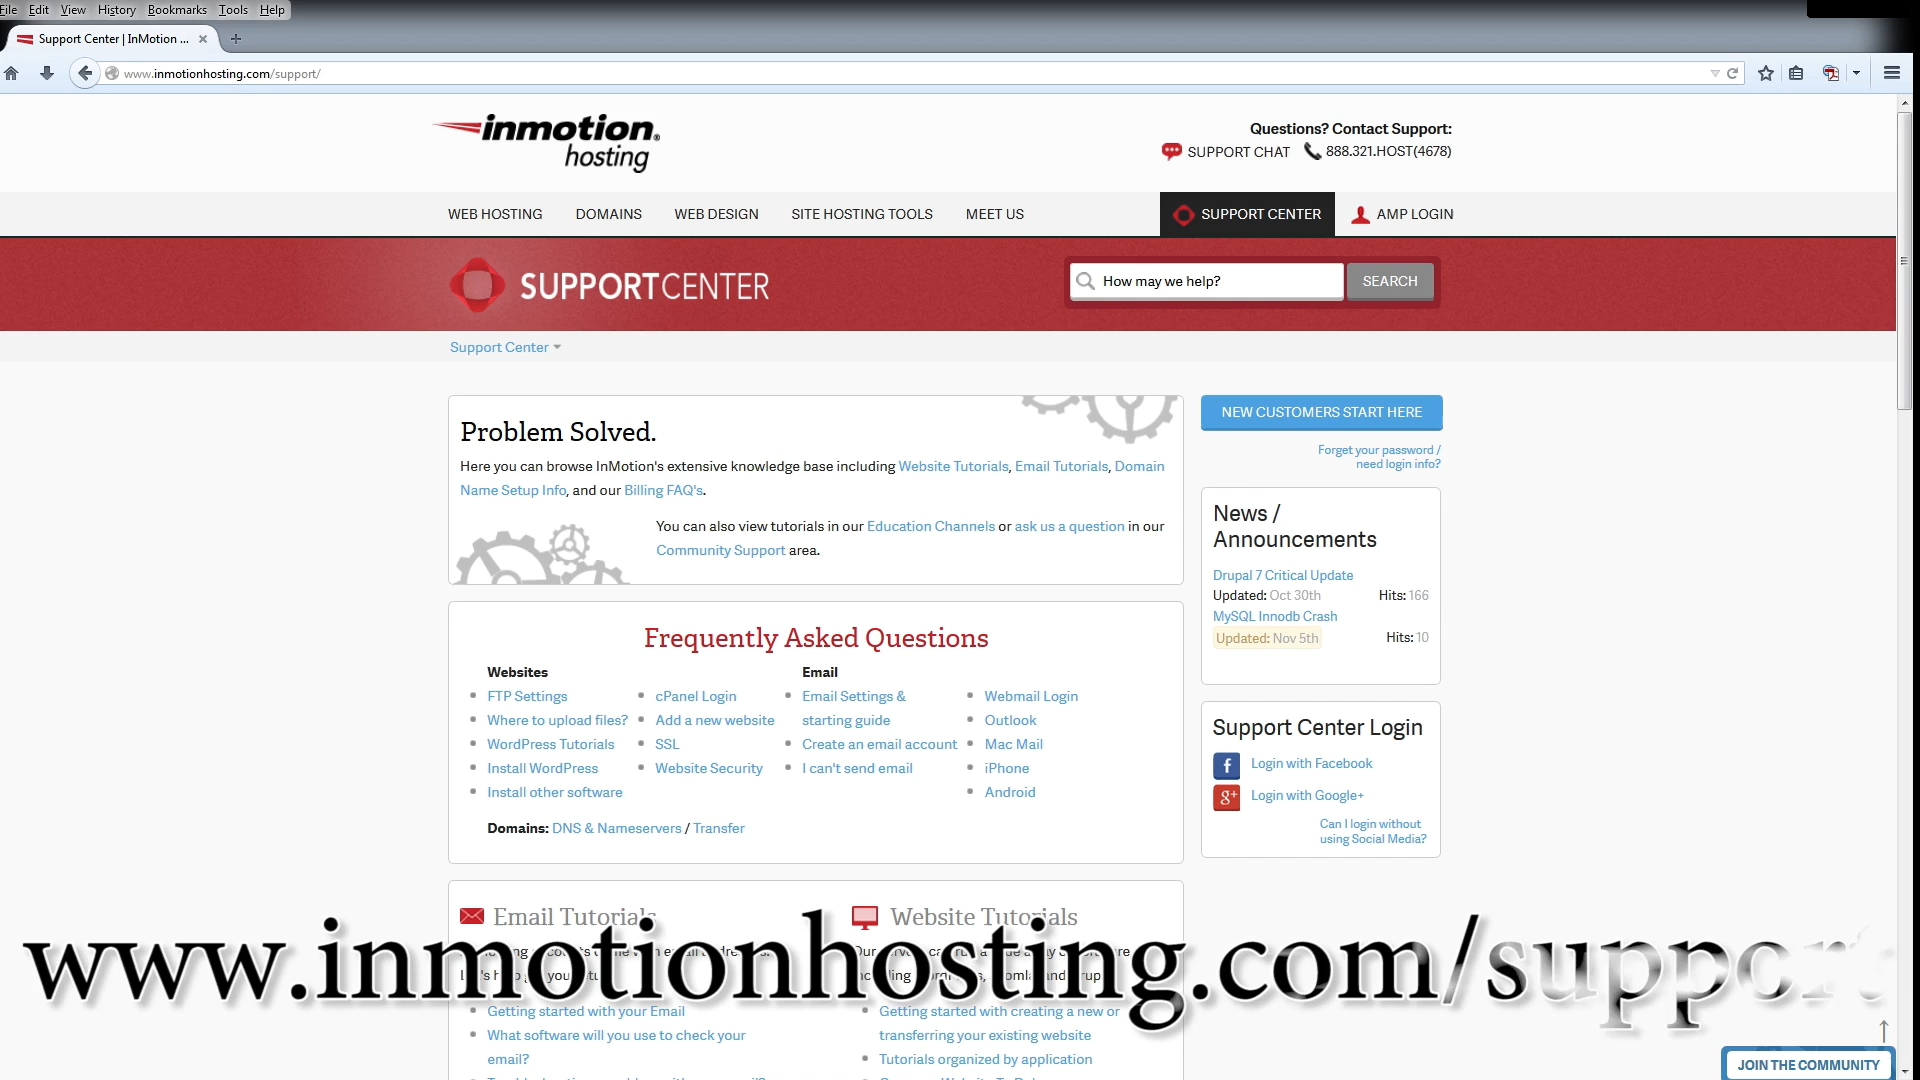 File Edit View History Bookmarks Tools Help
Support Center | InMotion ...
www.inmotionhosting.com/support/
inmotion
hosting
Questions? Contact Support:
SUPPORT CHAT 888.321.HOST(4678)
WEB HOSTING DOMAINS WEB DESIGN SITE HOSTING TOOLS MEET US SUPPORT CENTER AMP LOGIN
SUPPORTCENTER
How may we help? SEARCH
Support Center
Problem Solved.
Here you can browse InMotion's extensive knowledge base including Website Tutorials, Email Tutorials, Domain
Name Setup Info, and our Billing FAQ's.
You can also view tutorials in our Education Channels or ask us a question in our
Community Support area.
NEW CUSTOMERS START HERE
Forget your password /
need login info?
News /
Announcements
Drupal 7 Critical Update
Updated: Oct 30th Hits: 166
MySQL Innodb Crash
Updated: Nov 5th Hits: 10
Frequently Asked Questions
Websites
FTP Settings
Where to upload files?
WordPress Tutorials
Install WordPress
Install other software
cPanel Login
Add a new website
SSL
Website Security
Email
Email Settings &
starting guide
Create an email account
I can't send email
Webmail Login
Outlook
Mac Mail
iPhone
Android
Domains: DNS & Nameservers / Transfer
Support Center Login
Login with Facebook
g+ Login with Google+
Can I login without
using Social Media?
Email Tutorials
Website Tutorials
www.inmotionhosting.com/support
Getting started with your Email
What software will you use to check your
email?
Getting started with creating a new or
transferring your existing website
Tutorials organized by application
JOIN THE COMMUNITY